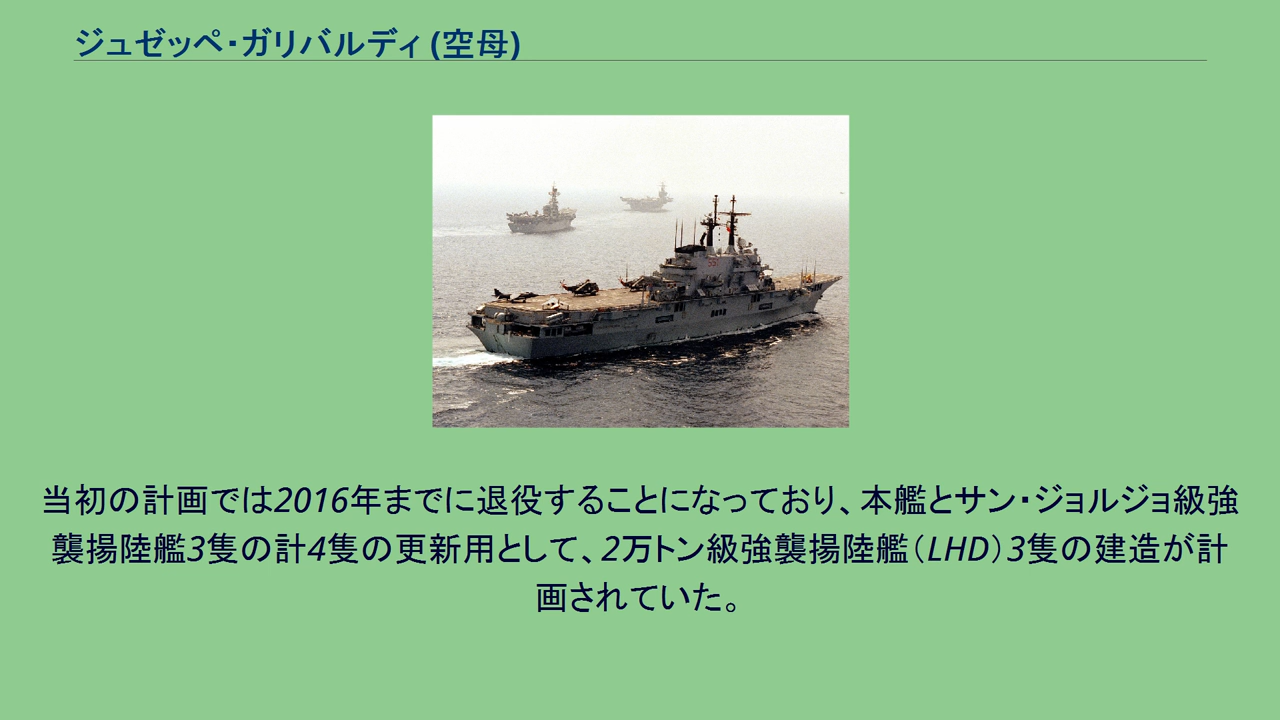 ジュゼッペ・ガリバルディ (空母)
当初の計画では2016年までに退役することになっており、本艦とサン・ジョルジョ級強
襲揚陸艦3隻の計4隻の更新用として、2万トン級強襲揚陸艦（LHD）3隻の建造が計
画されていた。